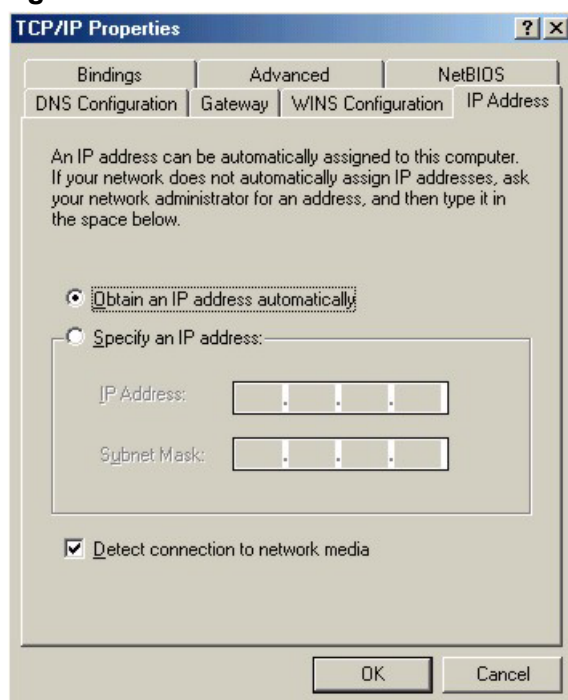 TCP/IP Properties
Bindings Advanced NetBIOS
DNS Configuration Gateway WINS Configuration IP Address
An IP address can be automatically assigned to this computer.
If your network does not automatically assign IP addresses, ask
your network administrator for an address, and then type it in
the space below.
Obtain an IP address automatically
Specify an IP address:
IP Address:
Subnet Mask:
Detect connection to network media
OK Cancel